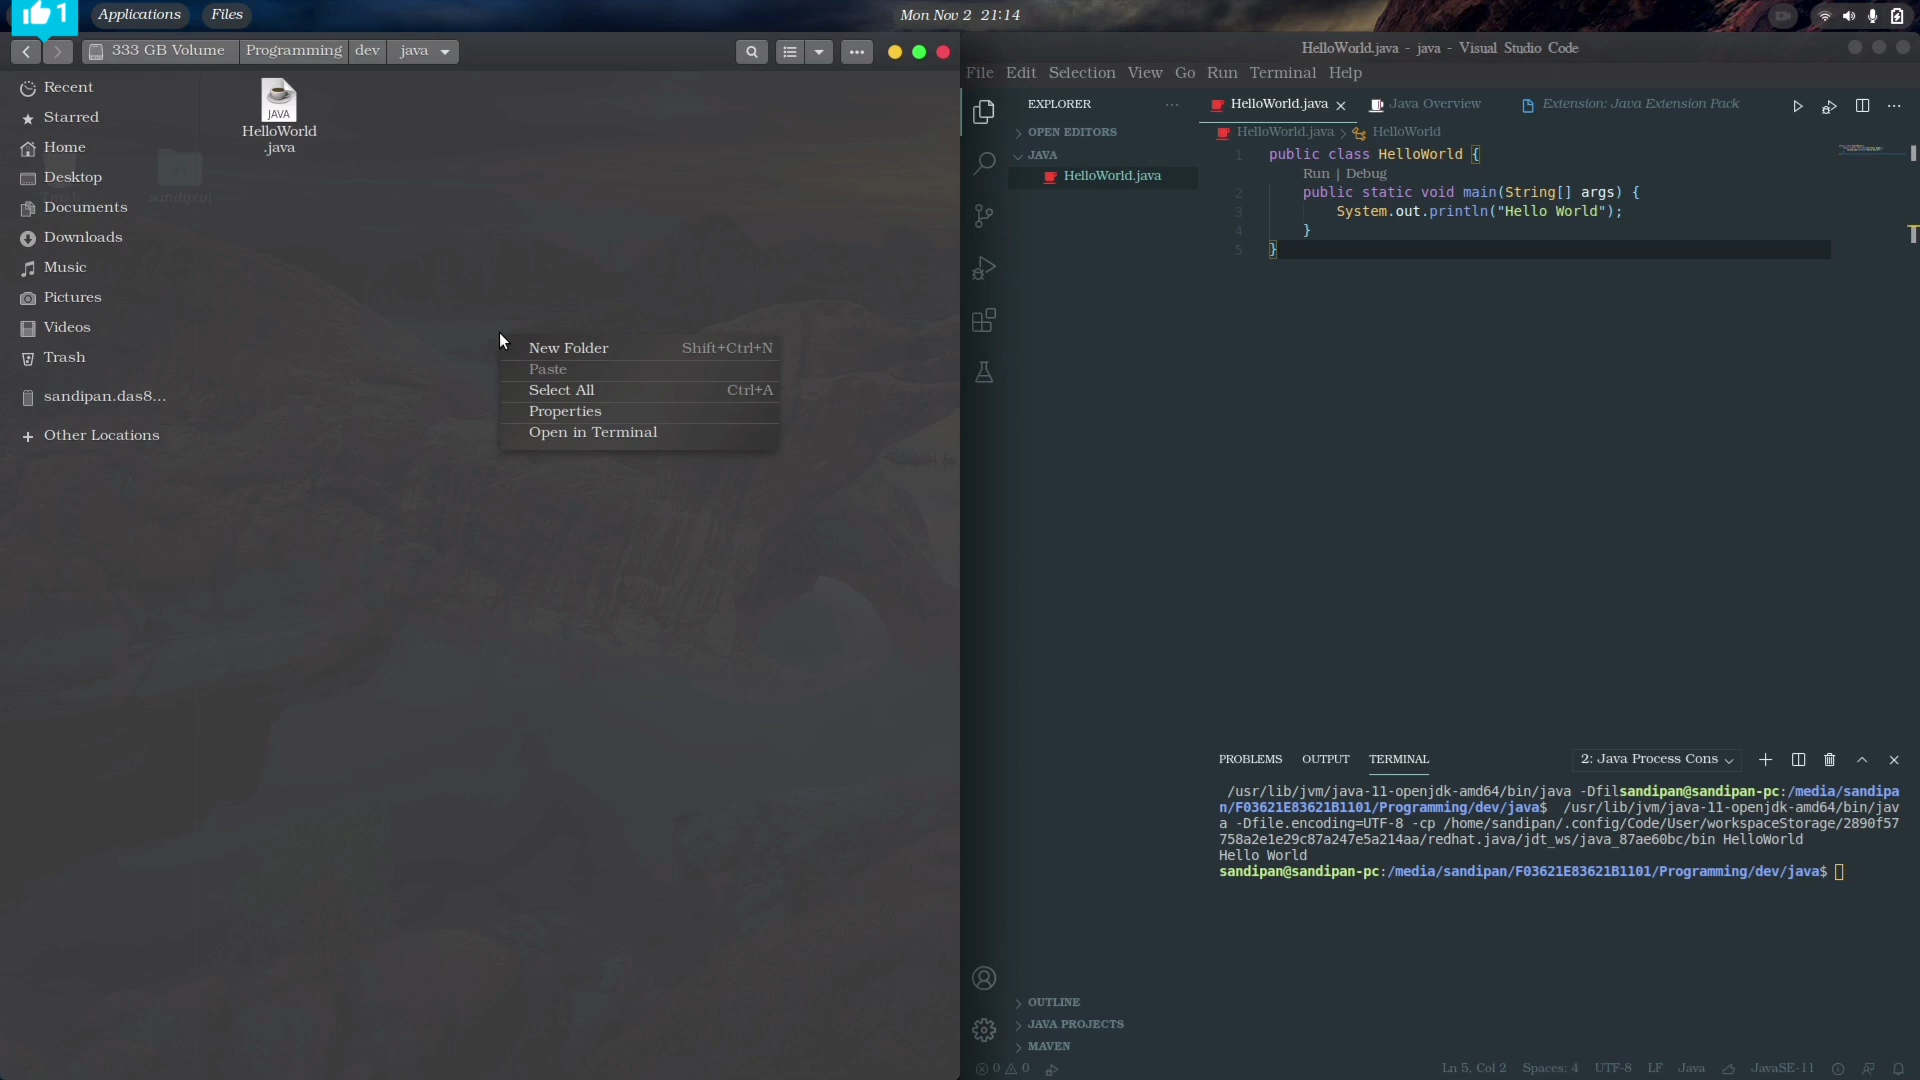 1
Applications
Files
Mon Nov 2 21:14
333 GB Volume
Programming
dev
java
Recent
Starred
Home
Desktop
Documents
Downloads
Music
Pictures
Videos
Trash
sandipan.das8...
Other Locations
sandipan
JAVA
HelloWorld
.java
New Folder Shift+Ctrl+N
Paste
Select All Ctrl+A
Properties
Open in Terminal
HelloWorld.java - java - Visual Studio Code
File Edit Selection View Go Run Terminal Help
EXPLORER
OPEN EDITORS
JAVA
HelloWorld.java
HelloWorld.java
Java Overview
Extension: Java Extension Pack
HelloWorld.java > HelloWorld
1 public class HelloWorld {
Run | Debug
2 public static void main(String[] args) {
3 System.out.println("Hello World");
4 }
5 }
PROBLEMS OUTPUT TERMINAL
2: Java Process Cons
/usr/lib/jvm/java-11-openjdk-amd64/bin/java -Dfilsandipan@sandipan-pc:/media/sandipa
n/F03621E83621B1101/Programming/dev/java$ /usr/lib/jvm/java-11-openjdk-amd64/bin/jav
a -Dfile.encoding=UTF-8 -cp /home/sandipan/.config/Code/User/workspaceStorage/2890f57
758a2e1e29c87a247e5a214aa/redhat.java/jdt_ws/java_87ae60bc/bin HelloWorld
Hello World
sandipan@sandipan-pc:/media/sandipan/F03621E83621B1101/Programming/dev/java$
OUTLINE
JAVA PROJECTS
MAVEN
0 0
Ln 5, Col 2 Spaces: 4 UTF-8 LF Java JavaSE-11